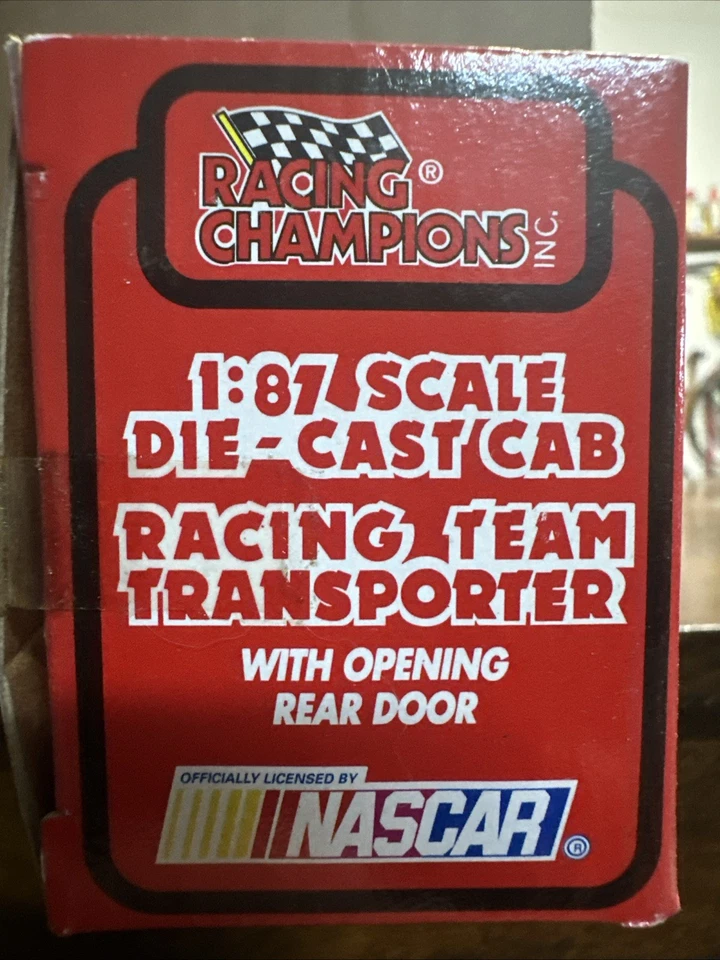 RACING®
CHAMPIONS INC.
1:87 SCALE
DIE-CAST CAB
RACING TEAM
TRANSPORTER
WITH OPENING
REAR DOOR
OFFICIALLY LICENSED BY
NASCAR®